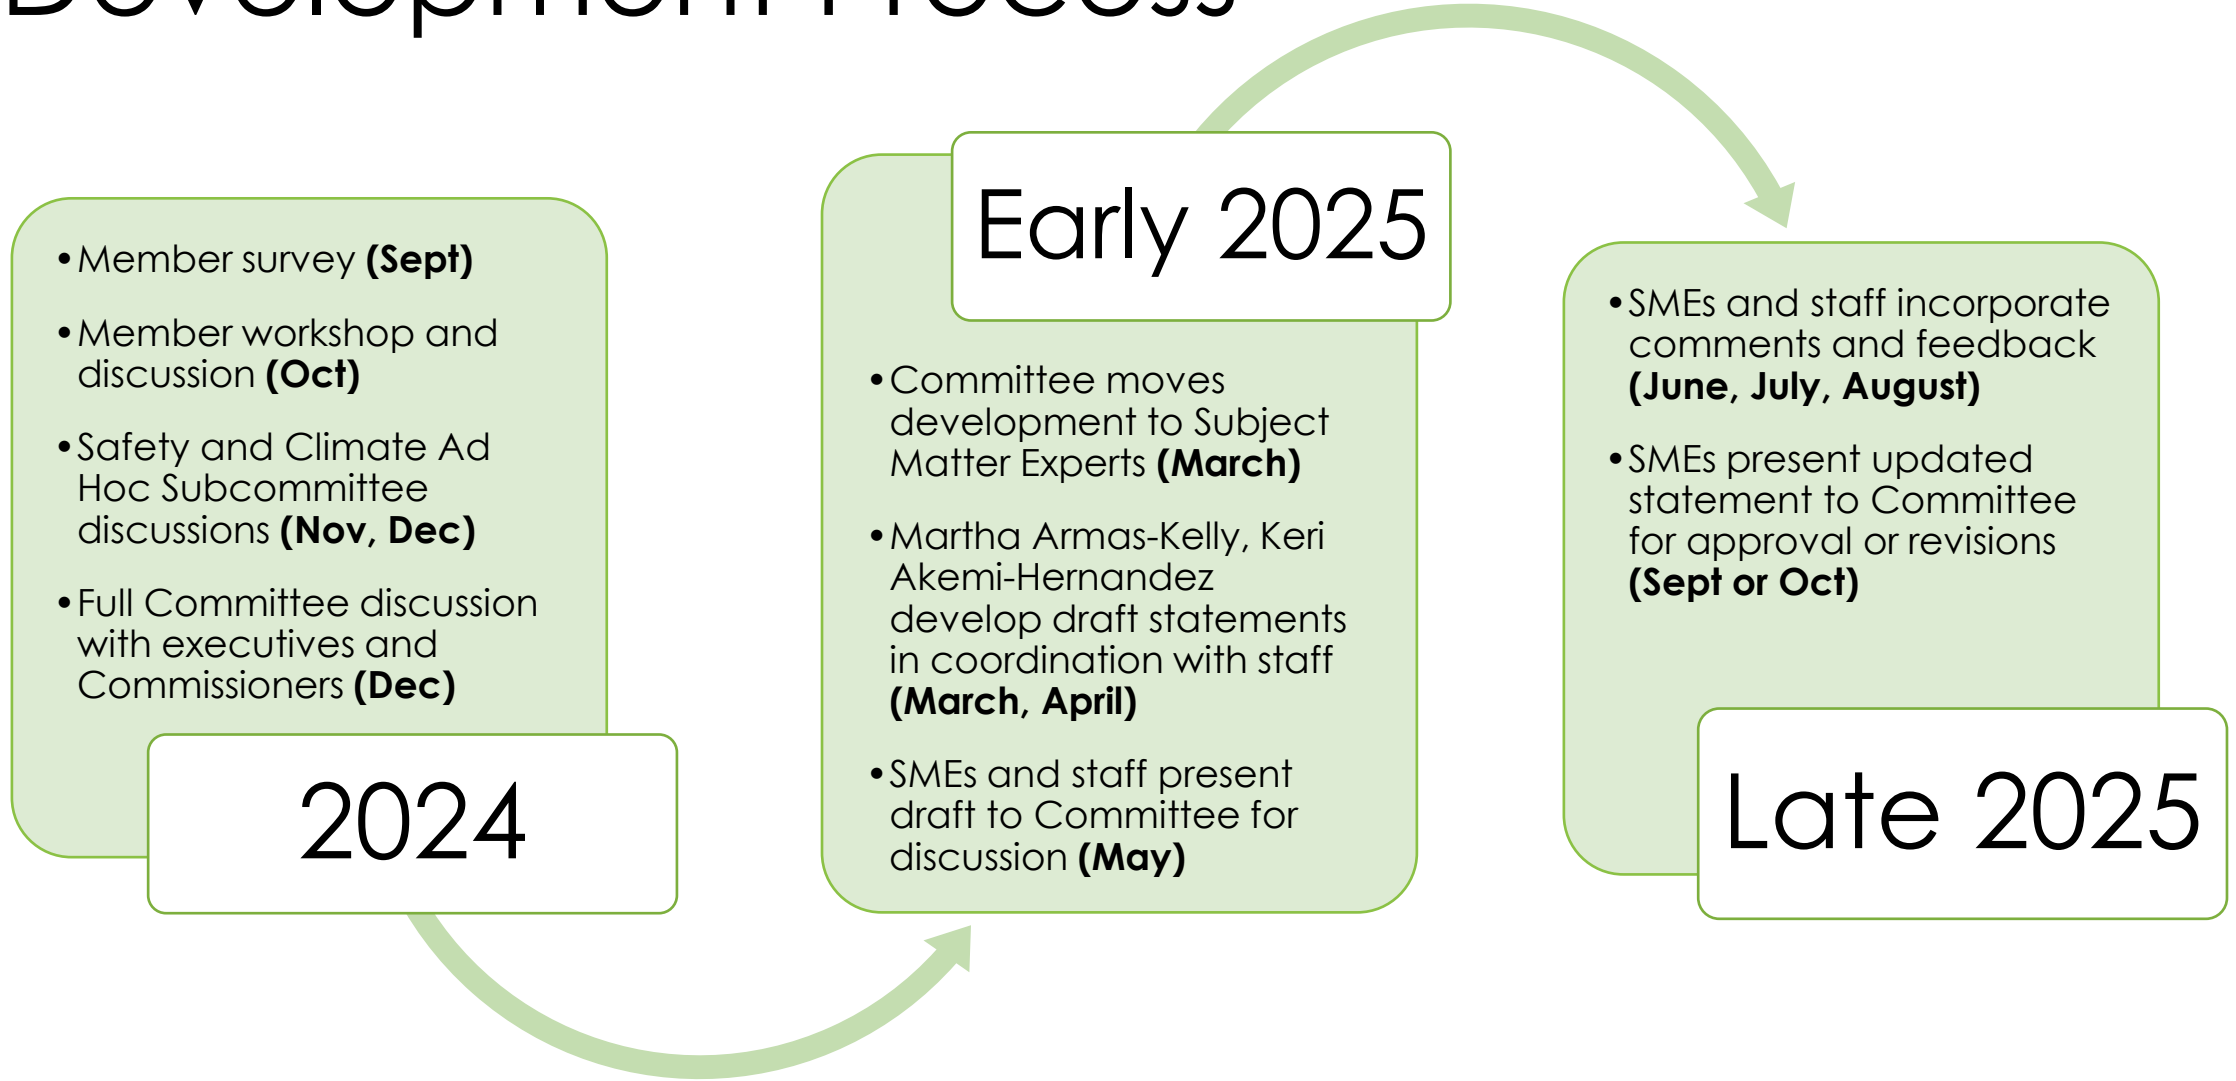 Development Process
•Member survey (Sept)
•Member workshop and
discussion (Oct)
•Safety and Climate Ad
Hoc Subcommittee
discussions (Nov, Dec)
•Full Committee discussion
with executives and
Commissioners (Dec)
2024
Early 2025
•Committee moves
development to Subject
Matter Experts (March)
•Martha Armas-Kelly, Keri
Akemi-Hernandez
develop draft statements
in coordination with staff
(March, April)
•SMEs and staff present
draft to Committee for
discussion (May)
•SMEs and staff incorporate
comments and feedback
(June, July, August)
•SMEs present updated
statement to Committee
for approval or revisions
(Sept or Oct)
Late 2025